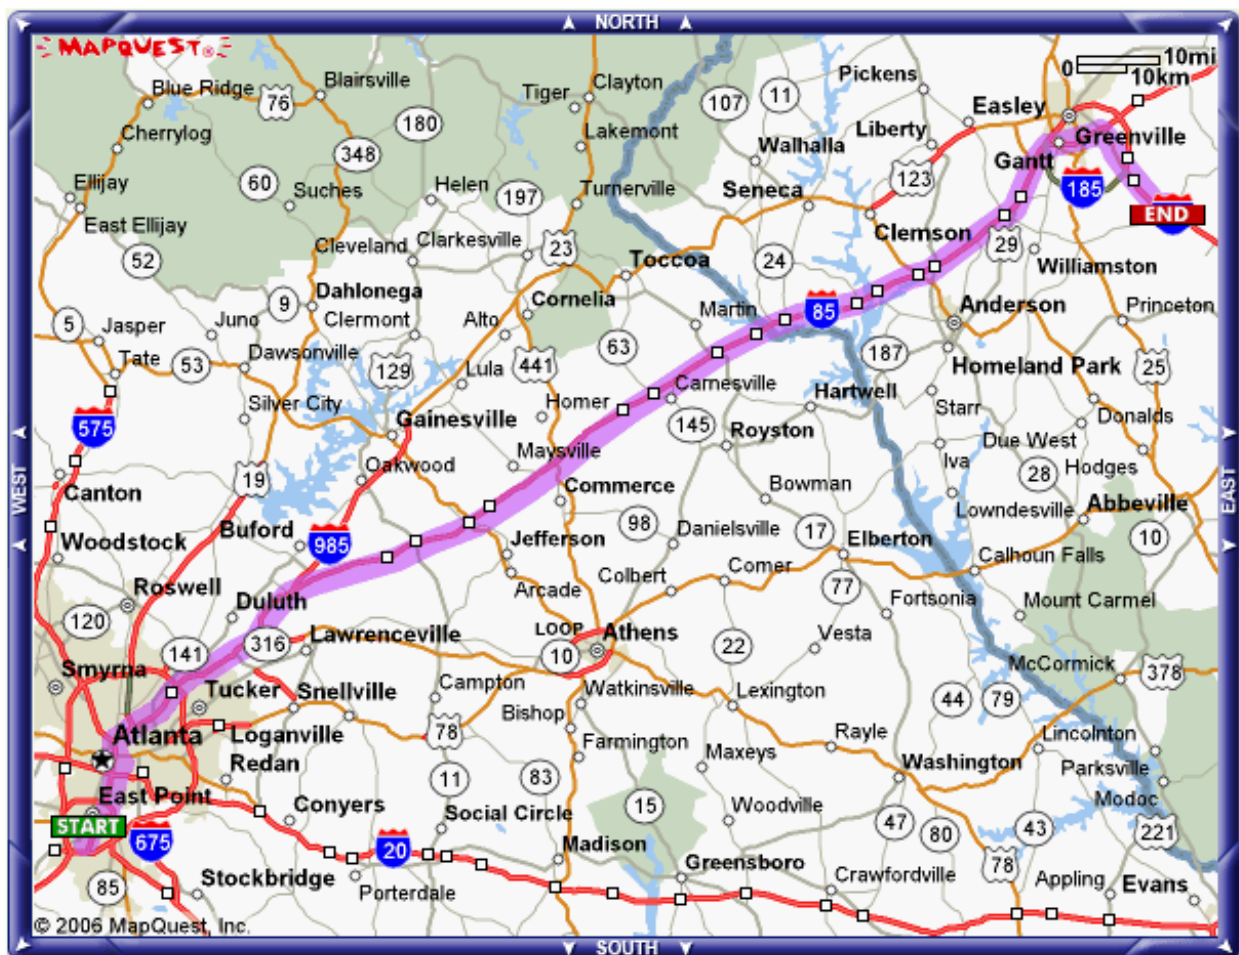 NORTH
MAPQUEST®
10mi
0
10km
Blairsville
Clayton
Pickens
Blue Ridge
76
Tiger
107
11
Easley
Cherrylog
180
Lakemont
Liberty
Greenville
348
Walhalla
Gantt
Ellijay
60
Suches
Helen
197
Turnerville
Seneca
123
185
END
East Ellijay
Cleveland
Clarkesville
23
Clemson
29
52
Toccoa
24
Williamston
9
Dahlonega
Cornelia
Martin
85
Anderson
Princeton
5
Jasper
Juno
Clermont
Alto
63
187
Tate
53
Dawsonville
129
Lula
441
Homeland Park
25
Carnesville
Hartwell
Silver City
Gainesville
Homer
Starr
Donalds
575
145
Royston
Due West
WEST
EAST
Oakwood
Maysville
Iva
28
Hodges
19
Canton
Commerce
Bowman
Lowndesville
Abbeville
Buford
985
98
Danielsville
17
10
Woodstock
Jefferson
Elberton
Calhoun Falls
Roswell
Arcade
Colbert
Comer
77
120
Duluth
Fortsonia
Mount Carmel
141
316
Lawrenceville
LOOP
10
Athens
22
Vesta
Smyrna
McCormick
378
Tucker
Snellville
Campton
Watkinsville
Lexington
44
79
Bishop
Atlanta
Loganville
78
Rayle
Lincolnton
Redan
Farmington
Maxeys
Washington
Parksville
East Point
Conyers
11
83
15
Woodville
Modoc
START
675
Social Circle
47
80
43
221
20
Madison
Greensboro
78
85
Stockbridge
Porterdale
Crawfordville
Appling
Evans
© 2006 MapQuest, Inc.
SOUTH